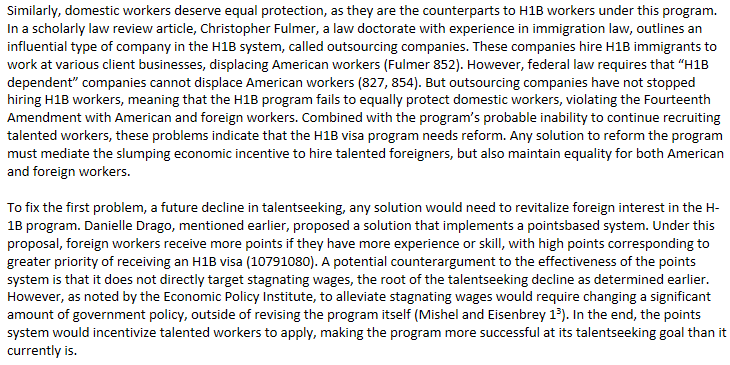 Similarly, domestic workers deserve equal protection, as they are the counterparts to H1B workers under this program.
In a scholarly law review article, Christopher Fulmer, a law doctorate with experience in immigration law, outlines an
influential type of company in the H1B system, called outsourcing companies. These companies hire H1B immigrants to
work at various client businesses, displacing American workers (Fulmer 852). However, federal law requires that “H1B
dependent” companies cannot displace American workers (827, 854). But outsourcing companies have not stopped
hiring H1B workers, meaning that the H1B program fails to equally protect domestic workers, violating the Fourteenth
Amendment with American and foreign workers. Combined with the program’s probable inability to continue recruiting
talented workers, these problems indicate that the H1B visa program needs reform. Any solution to reform the program
must mediate the slumping economic incentive to hire talented foreigners, but also maintain equality for both American
and foreign workers.
To fix the first problem, a future decline in talentseeking, any solution would need to revitalize foreign interest in the H-
1B program. Danielle Drago, mentioned earlier, proposed a solution that implements a pointsbased system. Under this
proposal, foreign workers receive more points if they have more experience or skill, with high points corresponding to
greater priority of receiving an H1B visa (10791080). A potential counterargument to the effectiveness of the points
system is that it does not directly target stagnating wages, the root of the talentseeking decline as determined earlier.
However, as noted by the Economic Policy Institute, to alleviate stagnating wages would require changing a significant
amount of government policy, outside of revising the program itself (Mishel and Eisenbrey 1³). In the end, the points
system would incentivize talented workers to apply, making the program more successful at its talentseeking goal than it
currently is.